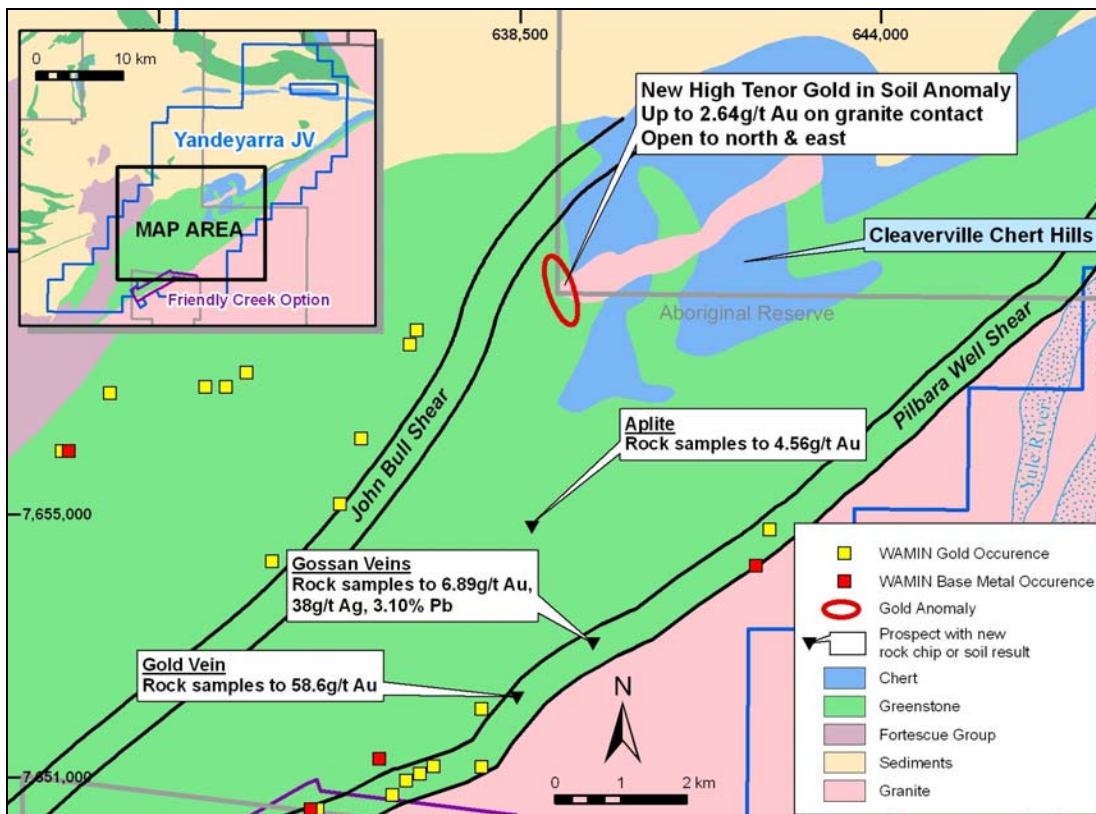 638,500
644,000
0 10 km
Yandeyarra JV
MAP AREA
Friendly Creek Option
New High Tenor Gold in Soil Anomaly
Up to 2.64g/t Au on granite contact
Open to north & east
Cleaverville Chert Hills
Aboriginal Reserve
John Bull Shear
Pilbara Well Shear
Yule River
Aplite
Rock samples to 4.56g/t Au
7,655,000
Gossan Veins
Rock samples to 6.89g/t Au,
38g/t Ag, 3.10% Pb
Gold Vein
Rock samples to 58.6g/t Au
7,651,000
N
0 1 2 km
WAMIN Gold Occurence
WAMIN Base Metal Occurence
Gold Anomaly
Prospect with new
rock chip or soil result
Chert
Greenstone
Fortescue Group
Sediments
Granite